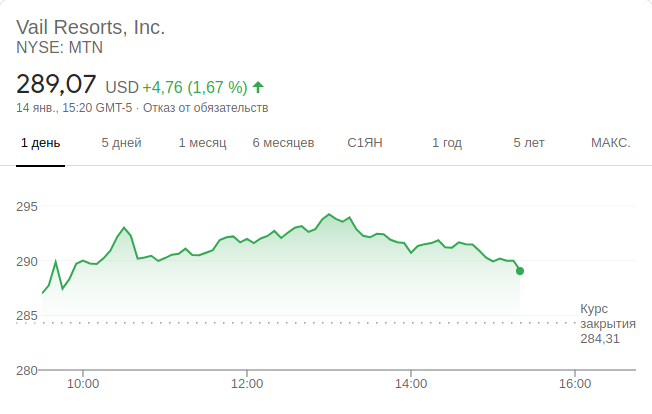 Vail Resorts, Inc.
NYSE: MTN
289,07 USD +4,76 (1,67 %)
14 янв., 15:20 GMT-5 · Отказ от обязательств
1 день 5 дней 1 месяц 6 месяцев С1ЯН 1 год 5 лет МАКС.
295
290
285
Курс
закрытия
284,31
280
10:00 12:00 14:00 16:00